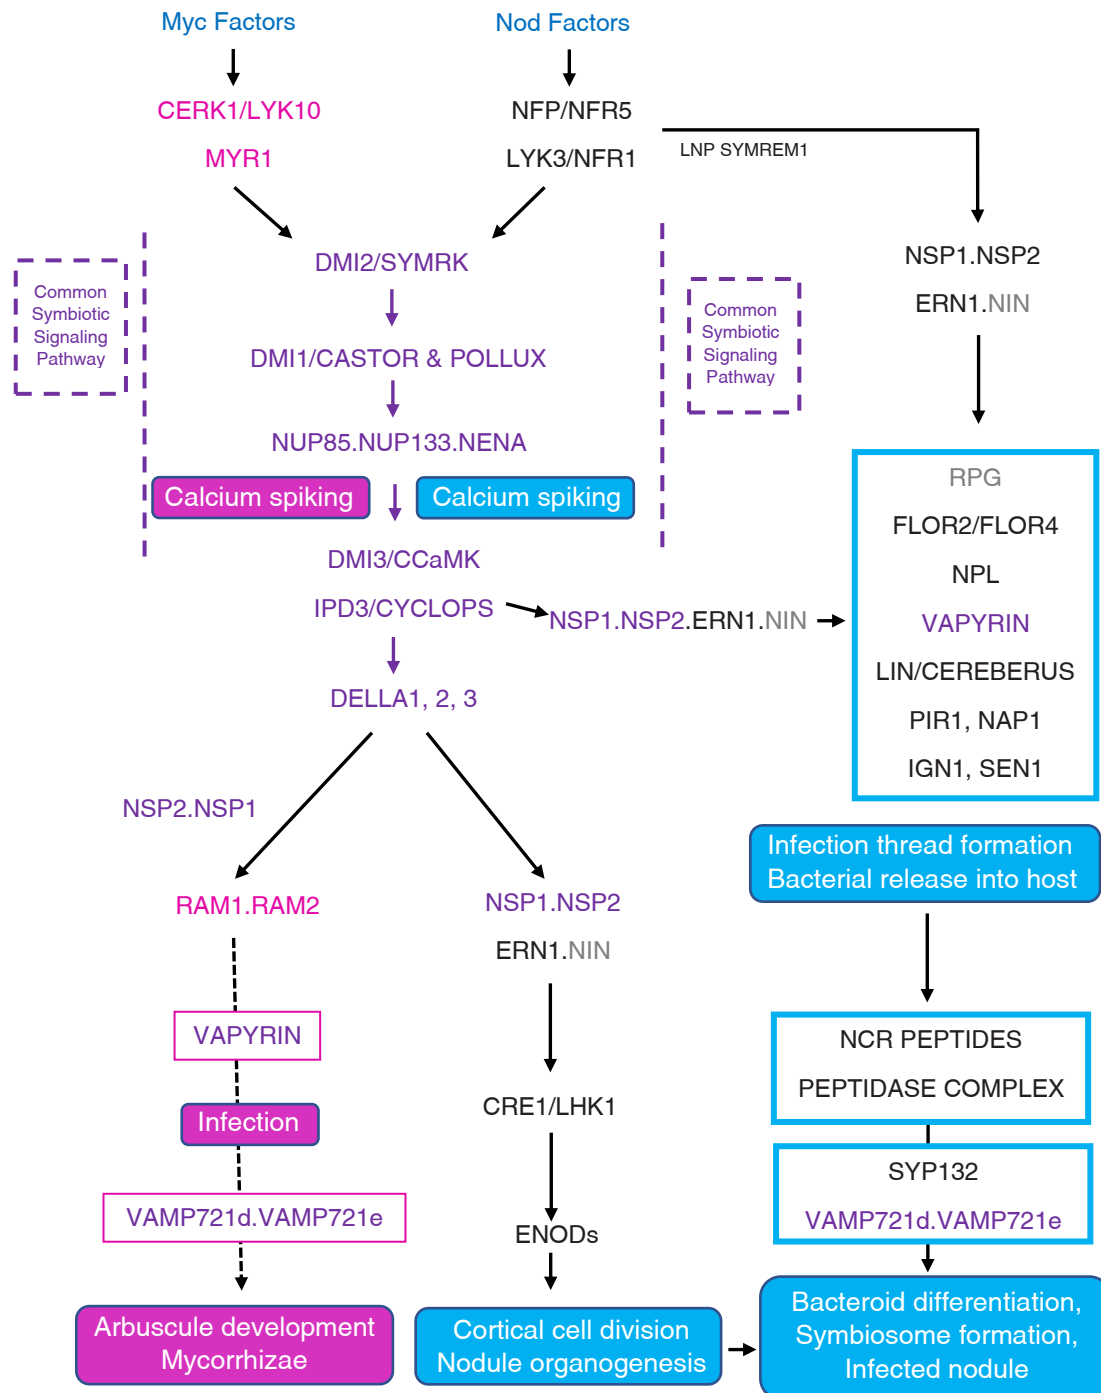 Myc Factors
Nod Factors
CERK1/LYK10
NFP/NFR5
MYR1
LYK3/NFR1
LNP SYMREM1
DMI2/SYMRK
NSP1.NSP2
ERN1.NIN
Common
Symbiotic
Signaling
Pathway
Common
Symbiotic
Signaling
Pathway
DMI1/CASTOR & POLLUX
NUP85.NUP133.NENA
Calcium spiking
Calcium spiking
DMI3/CCaMK
IPD3/CYCLOPS
NSP1.NSP2.ERN1.NIN
RPG
FLOR2/FLOR4
NPL
VAPYRIN
LIN/CEREBERUS
PIR1, NAP1
IGN1, SEN1
DELLA1, 2, 3
NSP2.NSP1
Infection thread formation
Bacterial release into host
RAM1.RAM2
NSP1.NSP2
ERN1.NIN
VAPYRIN
NCR PEPTIDES
PEPTIDASE COMPLEX
Infection
CRE1/LHK1
SYP132
VAMP721d.VAMP721e
VAMP721d.VAMP721e
ENODs
Arbuscule development
Mycorrhizae
Cortical cell division
Nodule organogenesis
Bacteroid differentiation,
Symbiosome formation,
Infected nodule